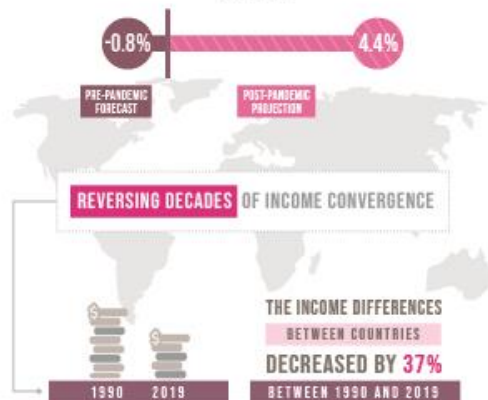 -0.8%
4.4%
PRE-PANDEMIC
FORECAST
POST-PANDEMIC
PROJECTION
REVERSING DECADES OF INCOME CONVERGENCE
$
$
THE INCOME DIFFERENCES
BETWEEN COUNTRIES
DECREASED BY 37%
1990 2019
BETWEEN 1990 AND 2019